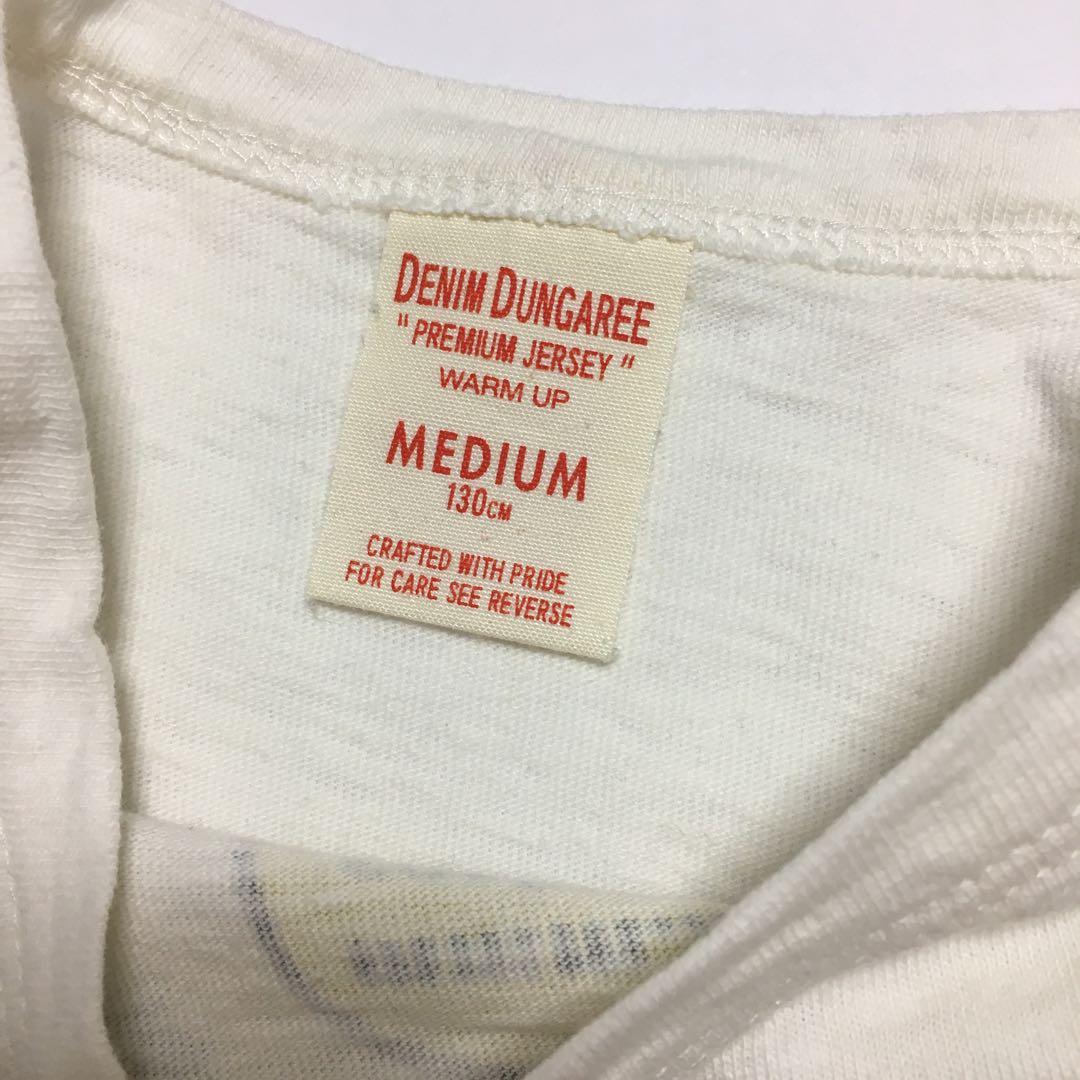 DENIM DUNGAREE
"PREMIUM JERSEY"
WARM UP
MEDIUM
130CM
CRAFTED WITH PRIDE
FOR CARE SEE REVERSE